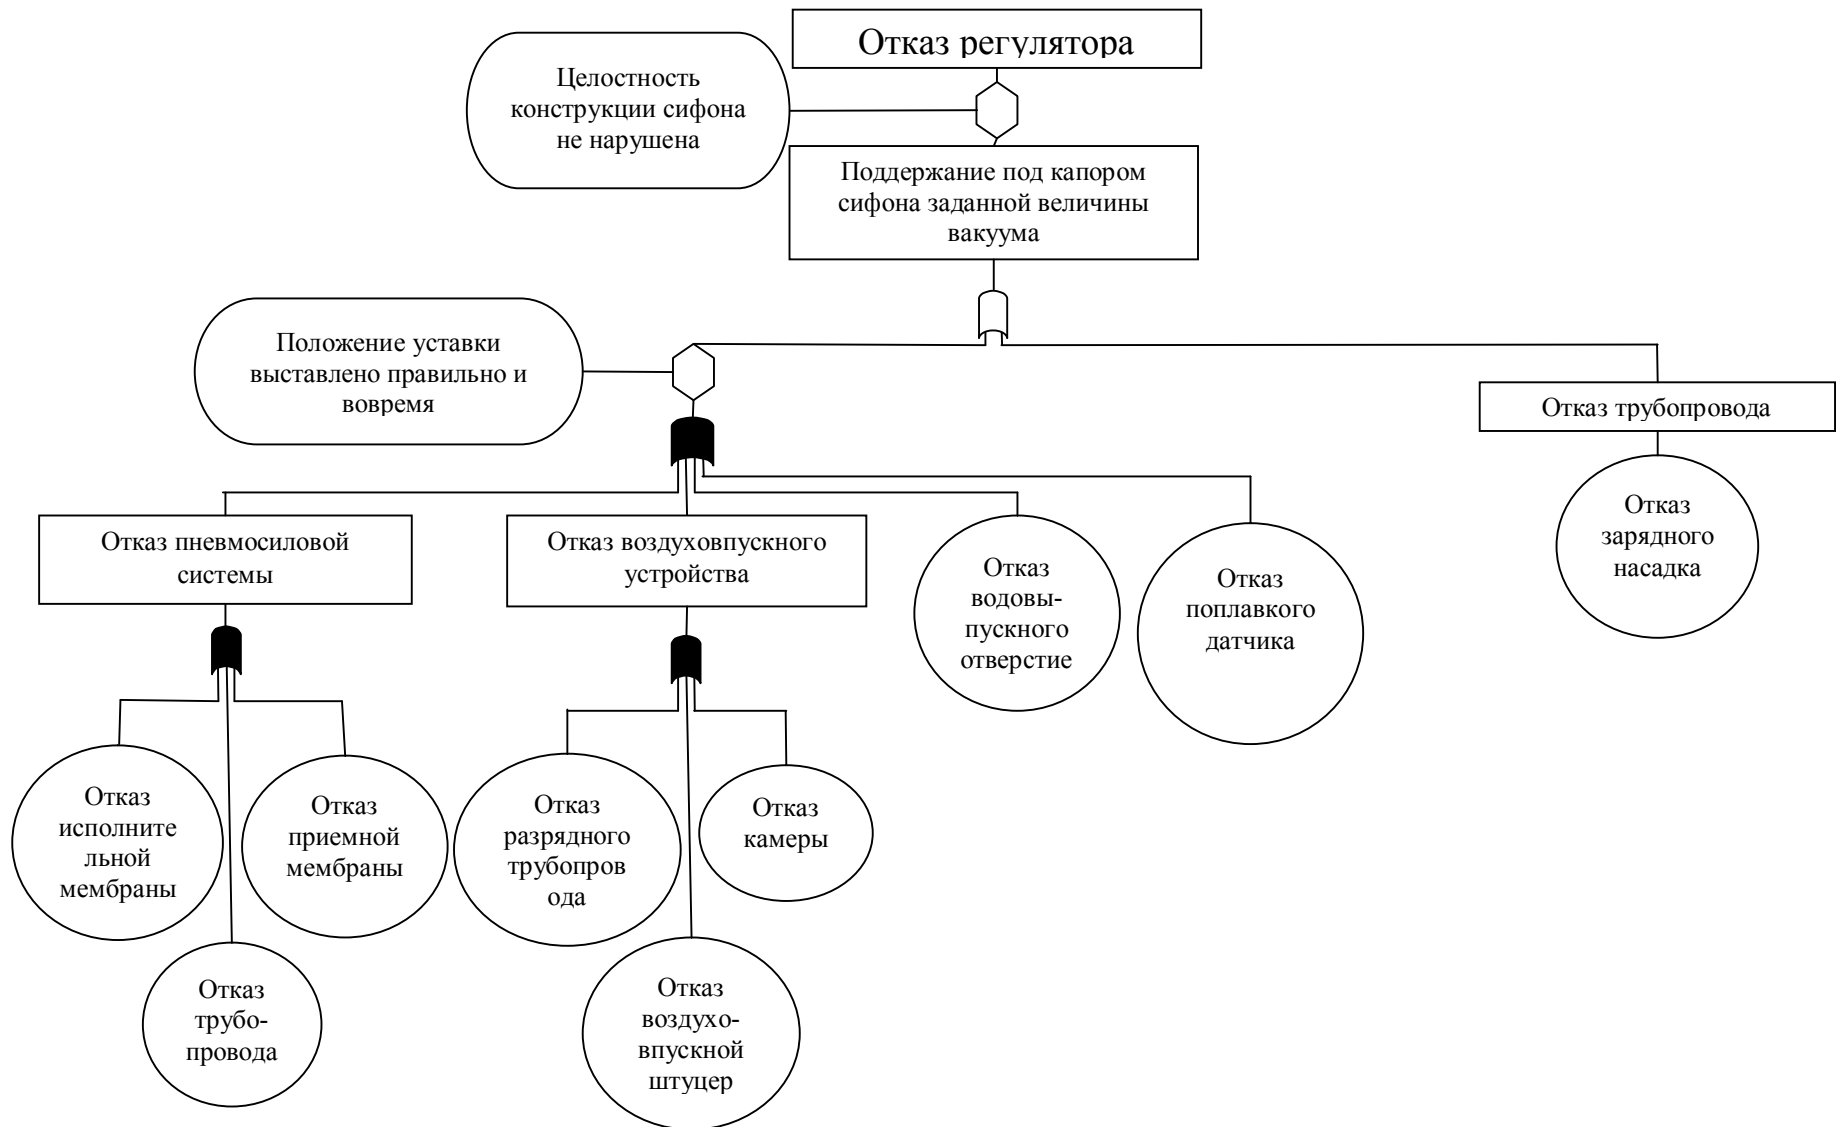 Отказ регулятора
Целостность
конструкции сифона
не нарушена
Поддержание под капором
сифона заданной величины
вакуума
Положение уставки
выставлено правильно и
вовремя
Отказ трубопровода
Отказ
зарядного
насадка
Отказ пневмосиловой
системы
Отказ воздуховпускного
устройства
Отказ
водовы-
пускного
отверстие
Отказ
поплавкого
датчика
Отказ
исполните
льной
мембраны
Отказ
приемной
мембраны
Отказ
разрядного
трубопров
ода
Отказ
камеры
Отказ
трубо-
провода
Отказ
воздухо-
впускной
штуцер